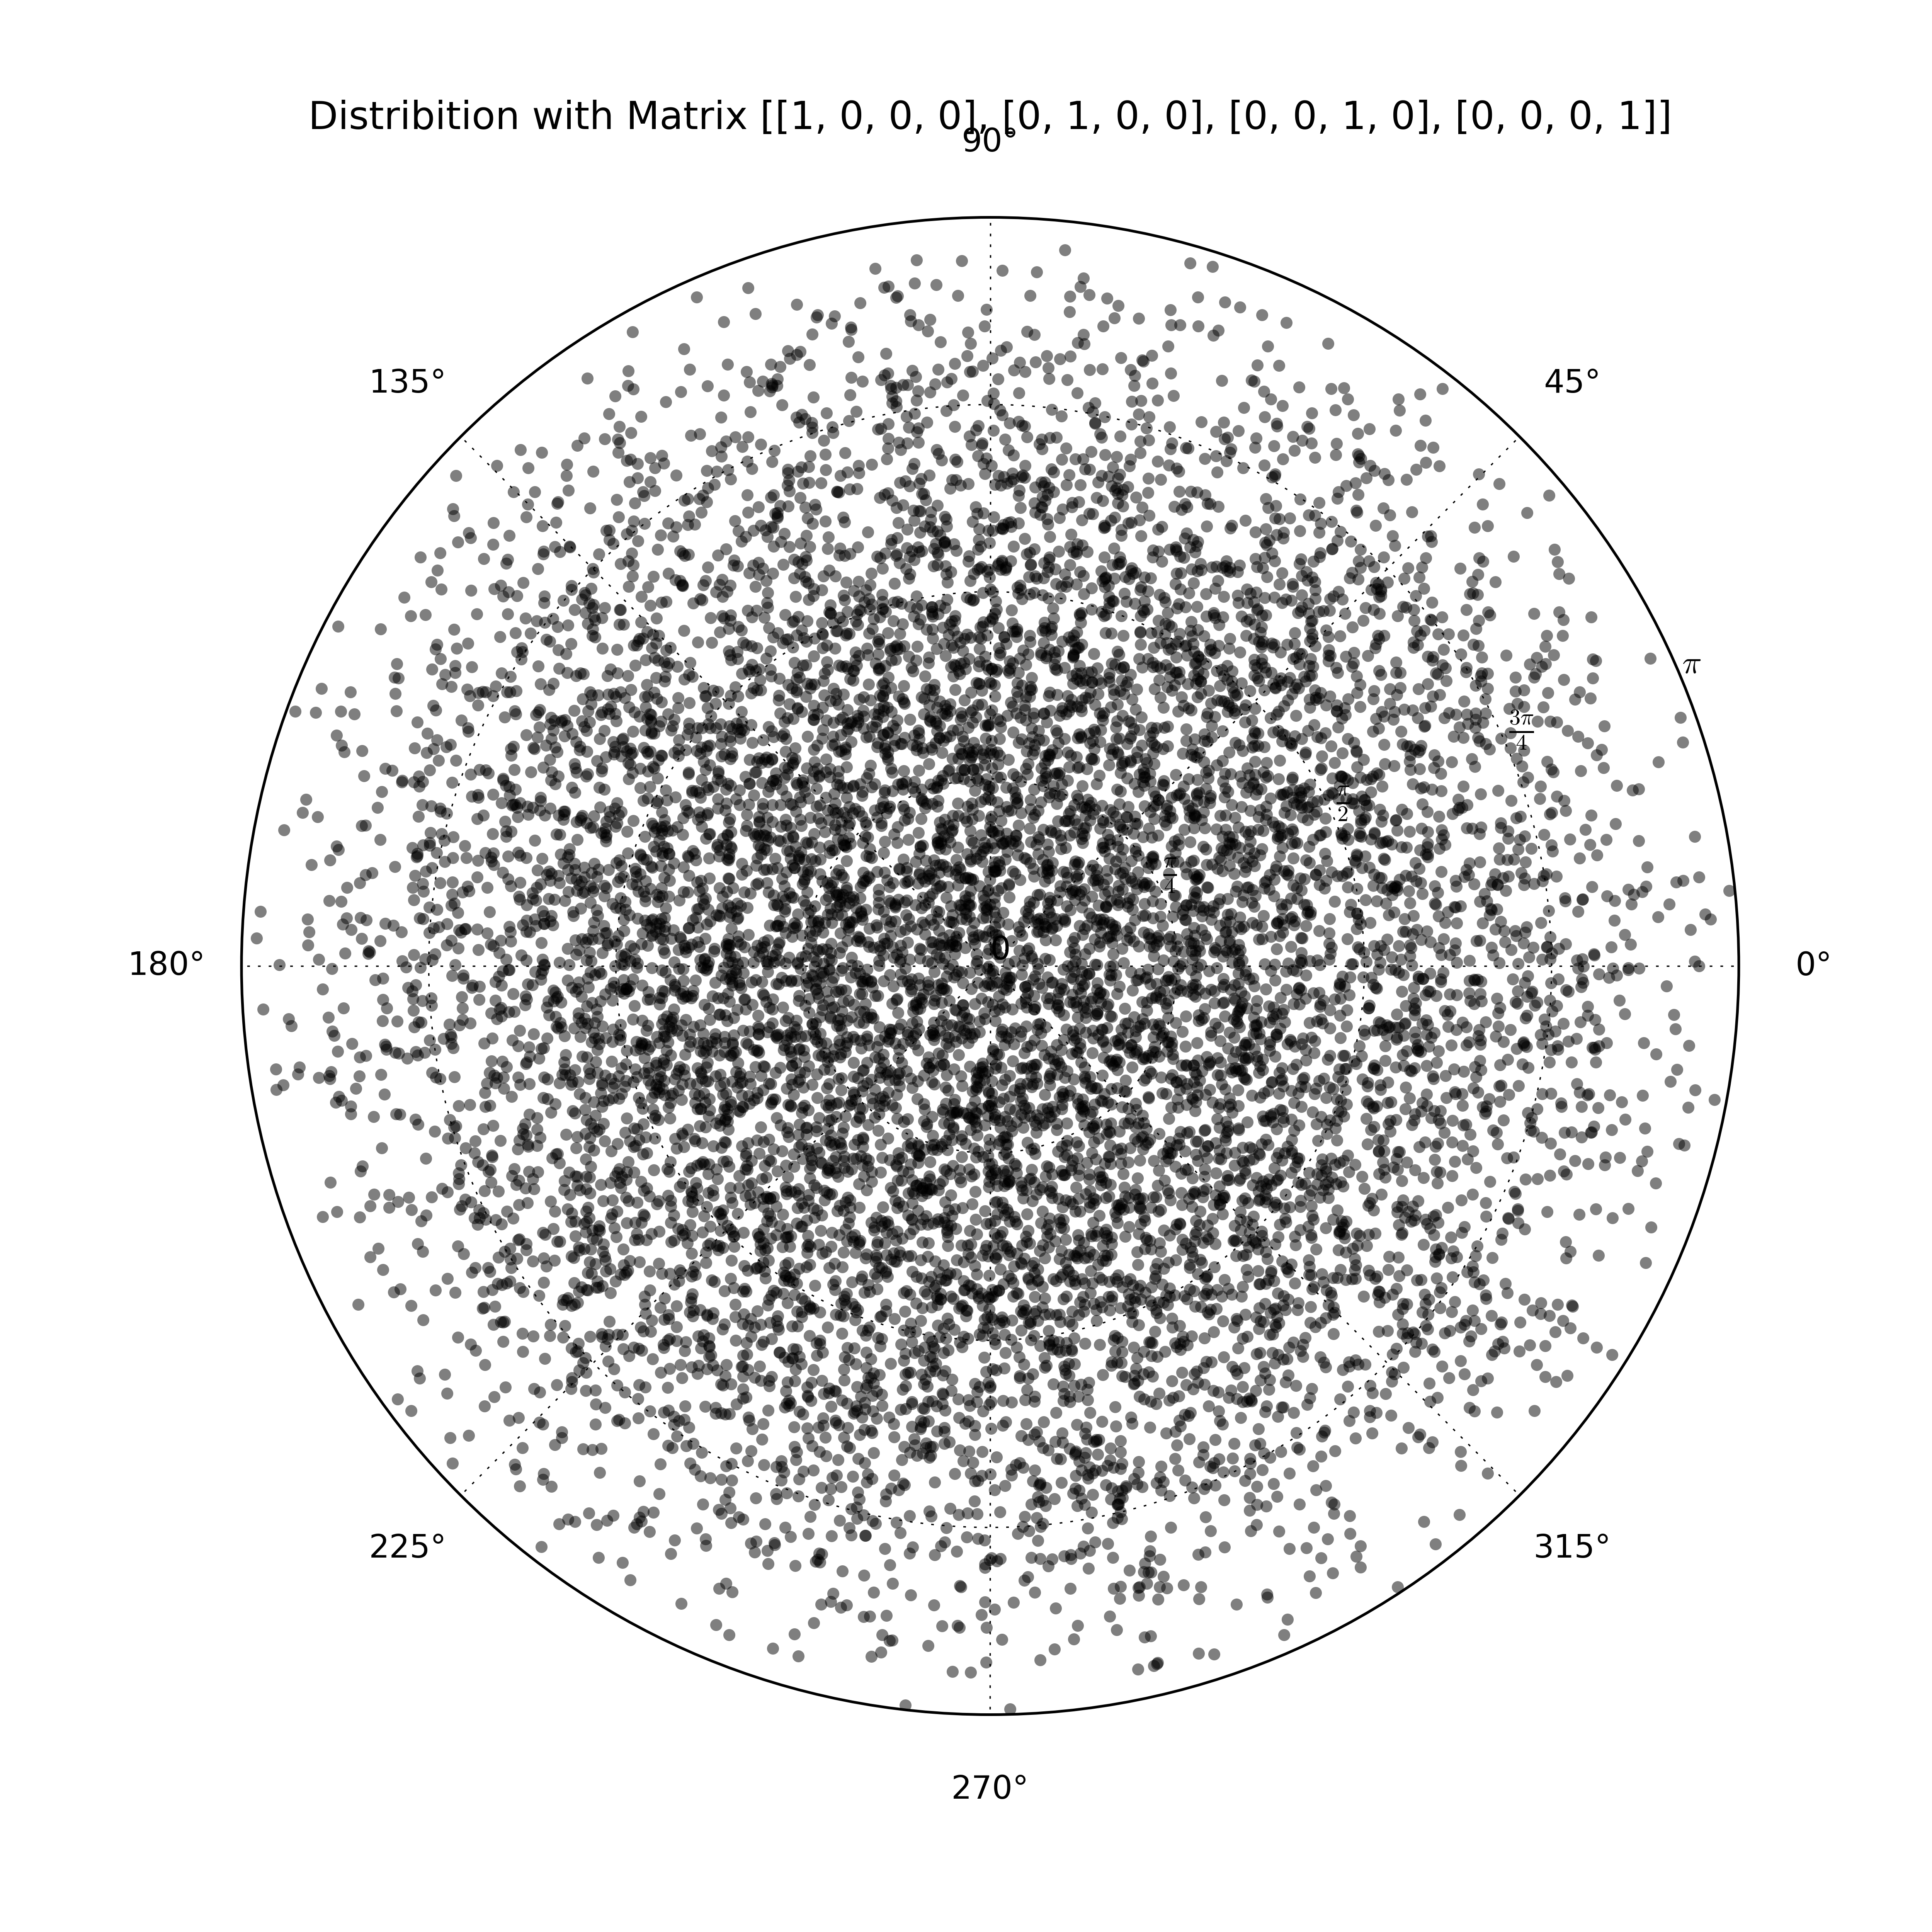 Distribition with Matrix [[1, 0, 0, 0], [0, 1, 0, 0], [0, 0, 1, 0], [0, 0, 0, 1]]
90°
135°
45°
π
3π/4
π/2
π/4
0
180°
0°
225°
315°
270°